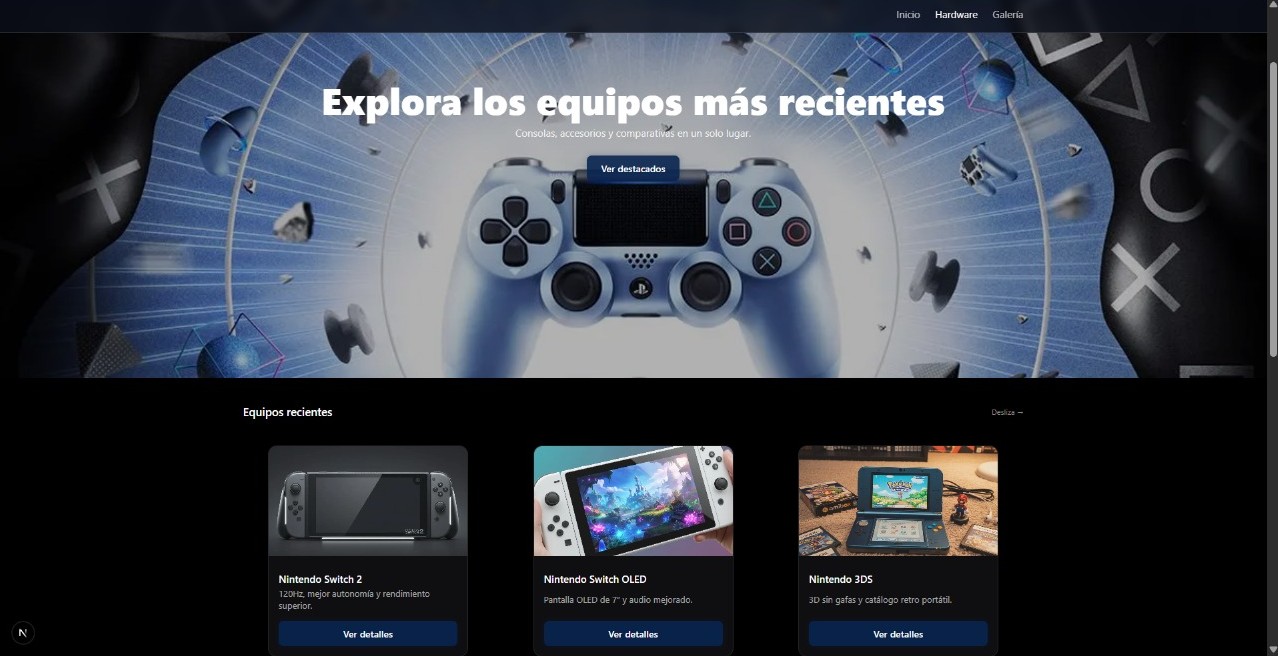 Inicio Hardware Galería
Explora los equipos más recientes
Consolas, accesorios y comparativas en un solo lugar.
Ver destacados
Equipos recientes
Desliza →
Nintendo Switch 2
120Hz, mejor autonomía y rendimiento
superior.
Ver detalles
Nintendo Switch OLED
Pantalla OLED de 7" y audio mejorado.
Ver detalles
Nintendo 3DS
3D sin gafas y catálogo retro portátil.
Ver detalles
N